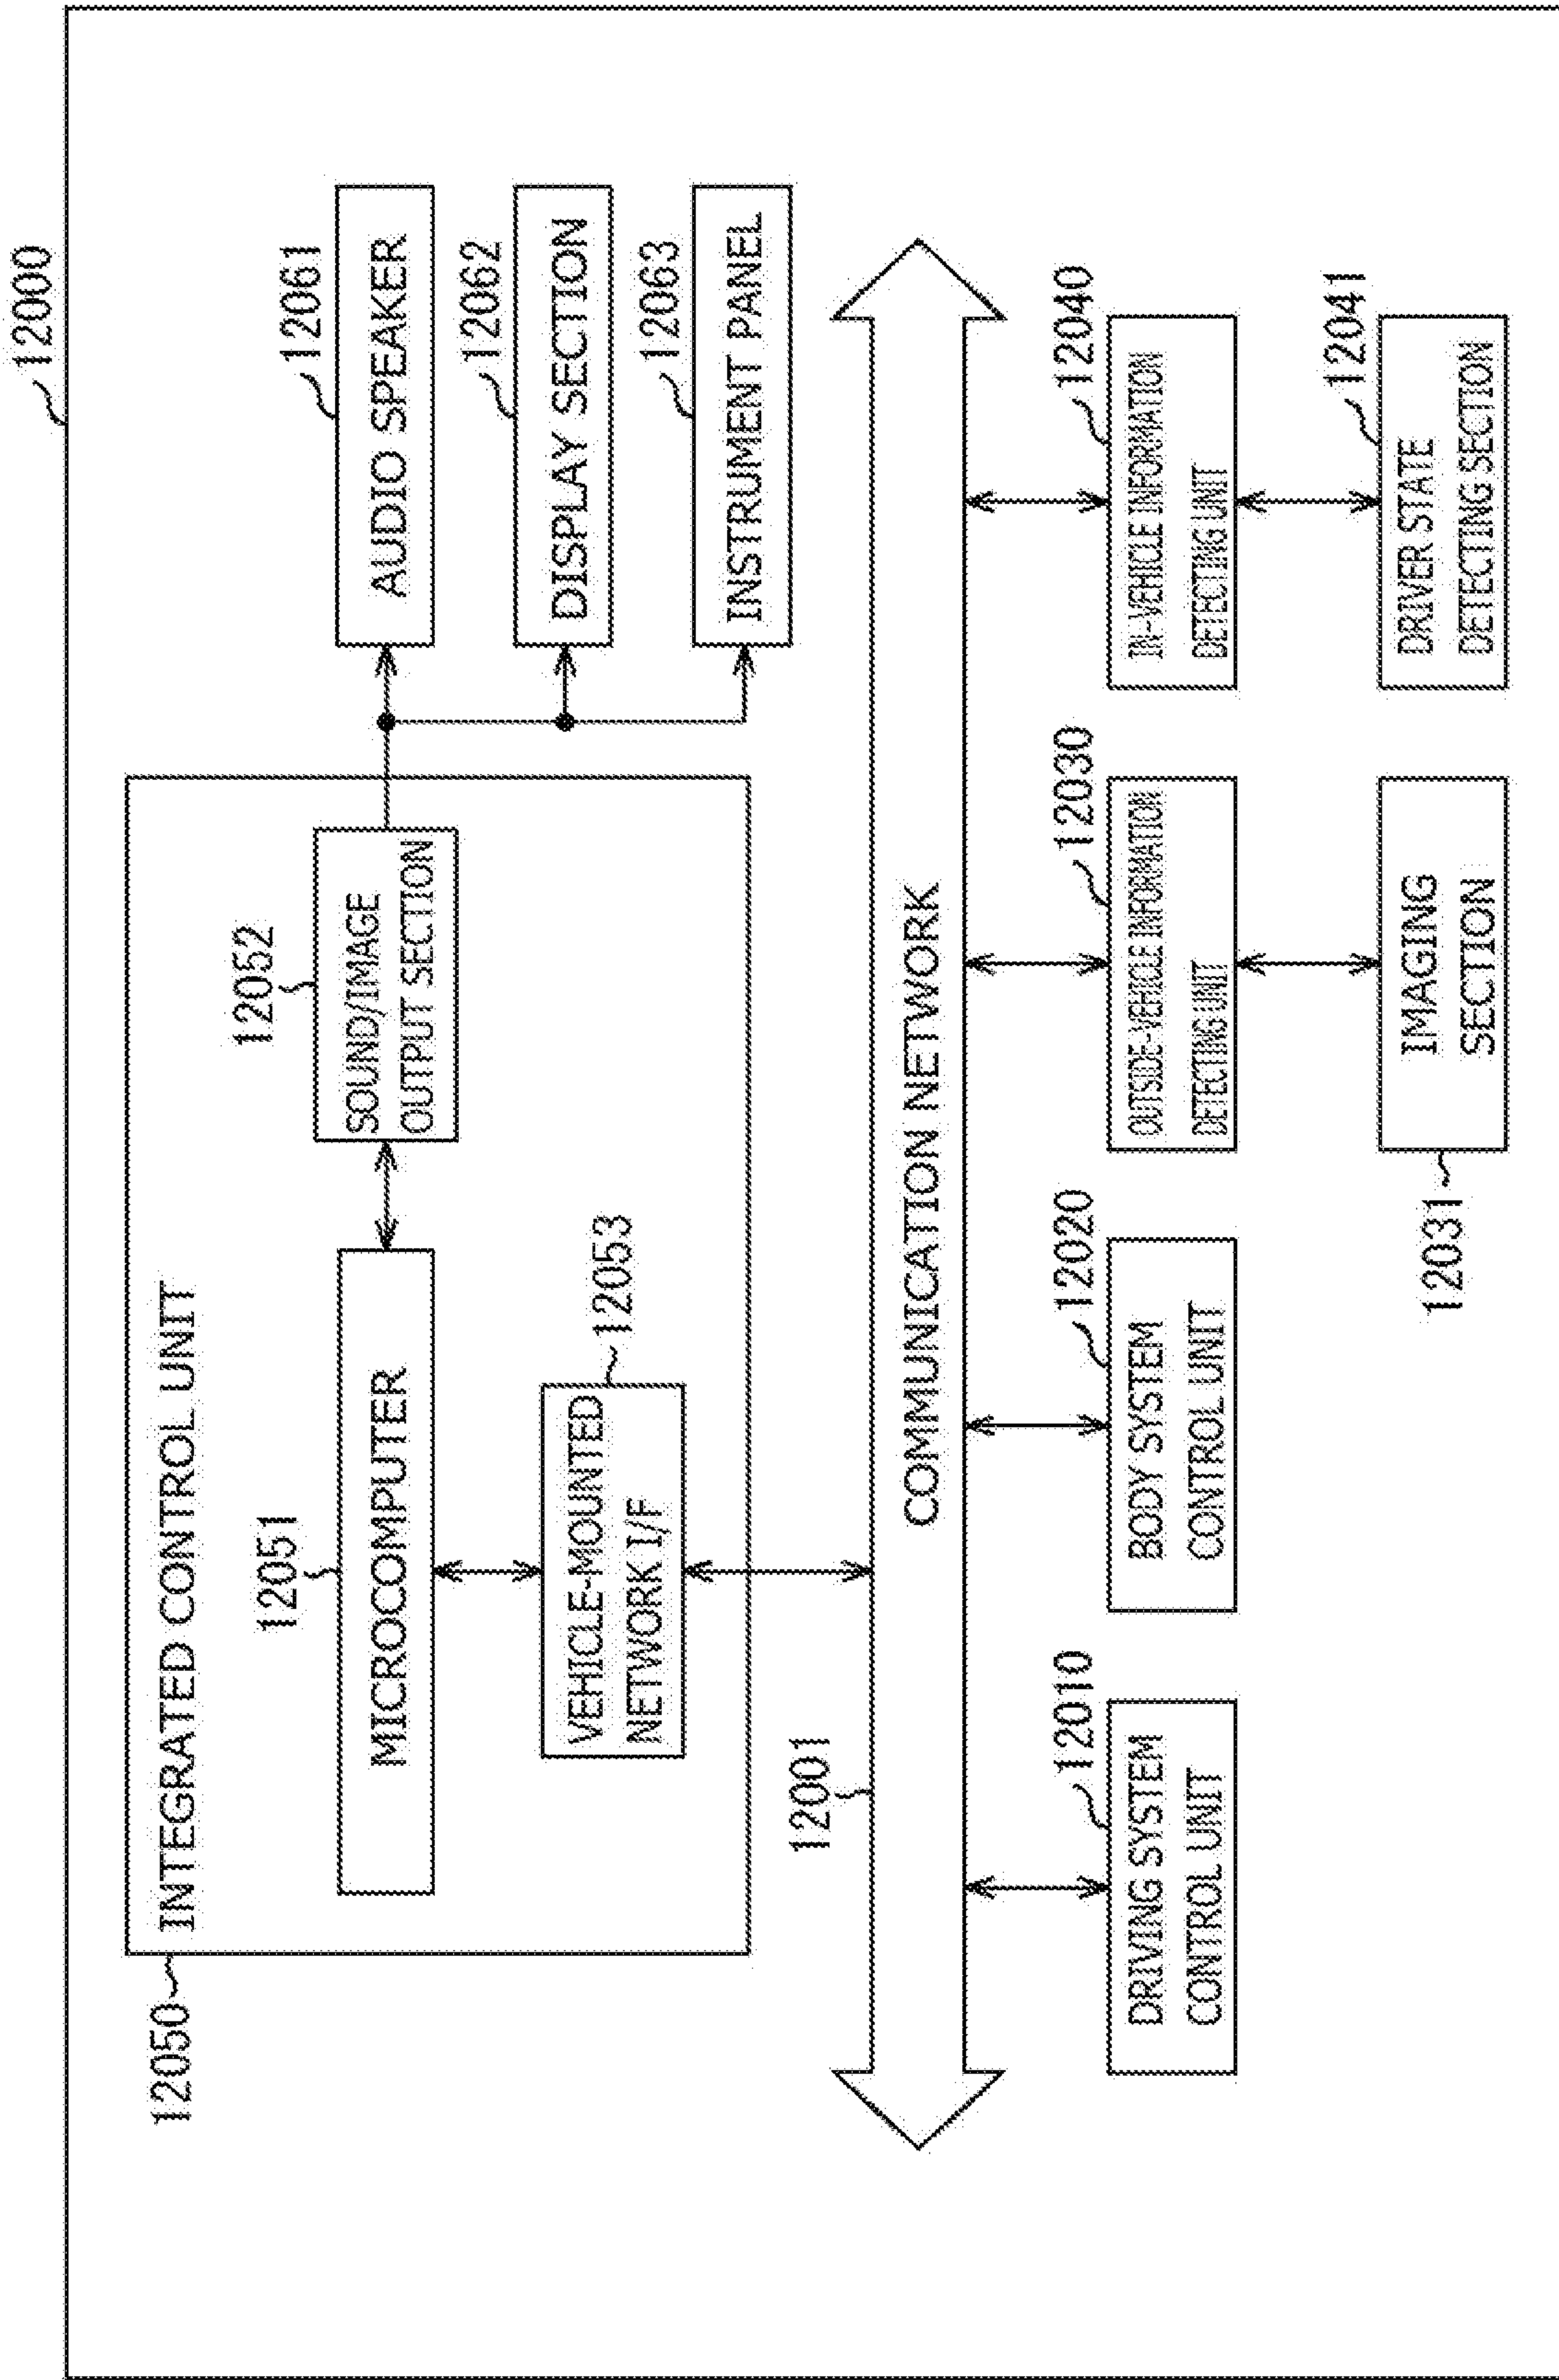 12000
12050
INTEGRATED CONTROL UNIT
12051
MICROCOMPUTER
12052
SOUND/IMAGE
OUTPUT SECTION
12061
AUDIO SPEAKER
12062
DISPLAY SECTION
12063
INSTRUMENT PANEL
VEHICLE-MOUNTED
NETWORK I/F
12053
12001
COMMUNICATION NETWORK
12010
DRIVING SYSTEM
CONTROL UNIT
12020
BODY SYSTEM
CONTROL UNIT
12030
OUTSIDE-VEHICLE INFORMATION
DETECTING UNIT
12040
IN-VEHICLE INFORMATION
DETECTING UNIT
12031
IMAGING
SECTION
12041
DRIVER STATE
DETECTING SECTION